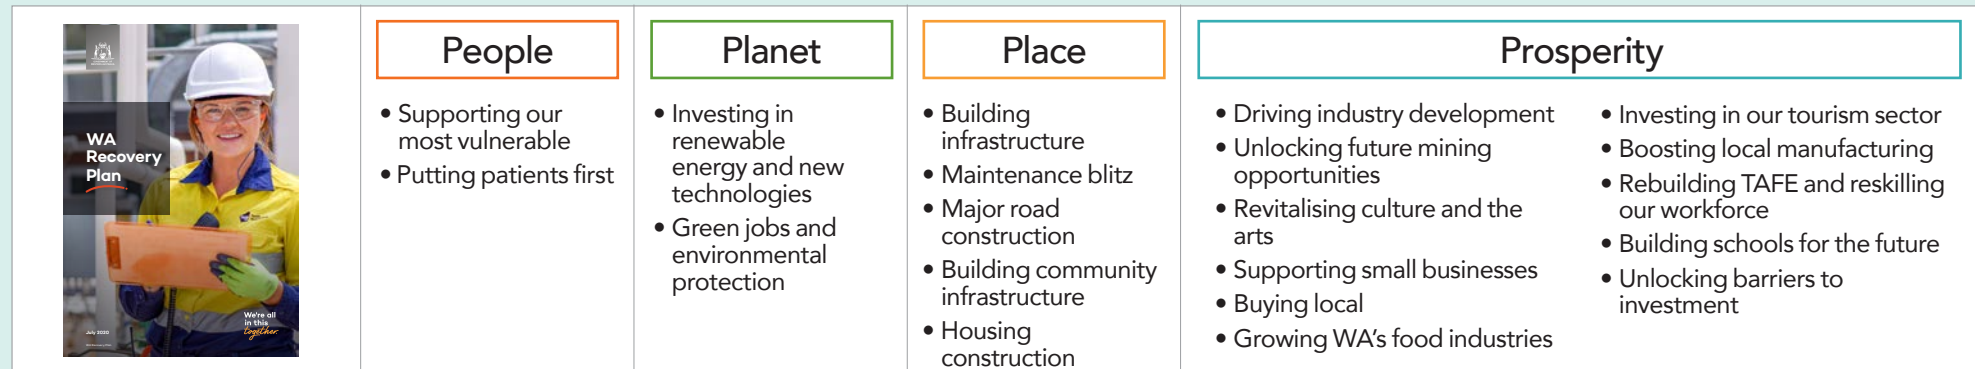 WA
Recovery
Plan
July 2020
We're all
in this
together.
People
• Supporting our
most vulnerable
• Putting patients first
Planet
• Investing in
renewable
energy and new
technologies
• Green jobs and
environmental
protection
Place
• Building
infrastructure
• Maintenance blitz
• Major road
construction
• Building community
infrastructure
• Housing
construction
Prosperity
• Driving industry development
• Unlocking future mining
opportunities
• Revitalising culture and the
arts
• Supporting small businesses
• Buying local
• Growing WA's food industries
• Investing in our tourism sector
• Boosting local manufacturing
• Rebuilding TAFE and reskilling
our workforce
• Building schools for the future
• Unlocking barriers to
investment